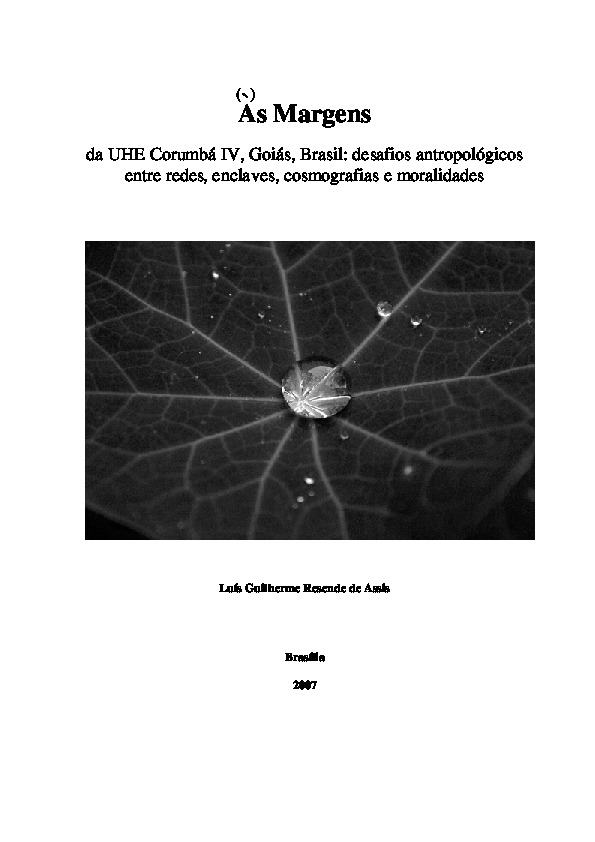 (`)
As Margens
da UHE Corumbá IV, Goiás, Brasil: desafios antropológicos
entre redes, enclaves, cosmografias e moralidades
Luís Guilherme Resende de Assis
Brasília
2007